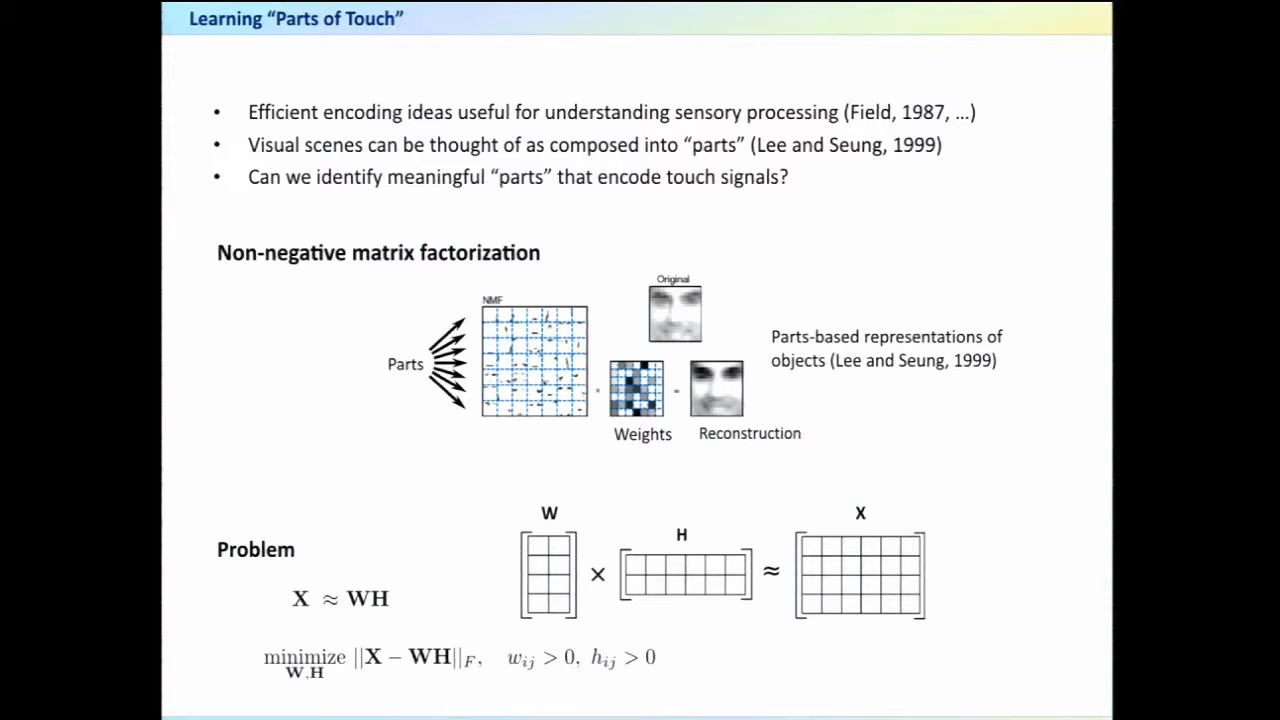 Learning “Parts of Touch”
• Efficient encoding ideas useful for understanding sensory processing (Field, 1987, …)
• Visual scenes can be thought of as composed into “parts” (Lee and Seung, 1999)
• Can we identify meaningful “parts” that encode touch signals?
Non-negative matrix factorization
Original
NMF
Parts
× =
Parts-based representations of
objects (Lee and Seung, 1999)
Weights Reconstruction
W H X
× ≈
Problem
X ≈ WH
minimize ||X − WH||F, wij > 0, hij > 0
W,H